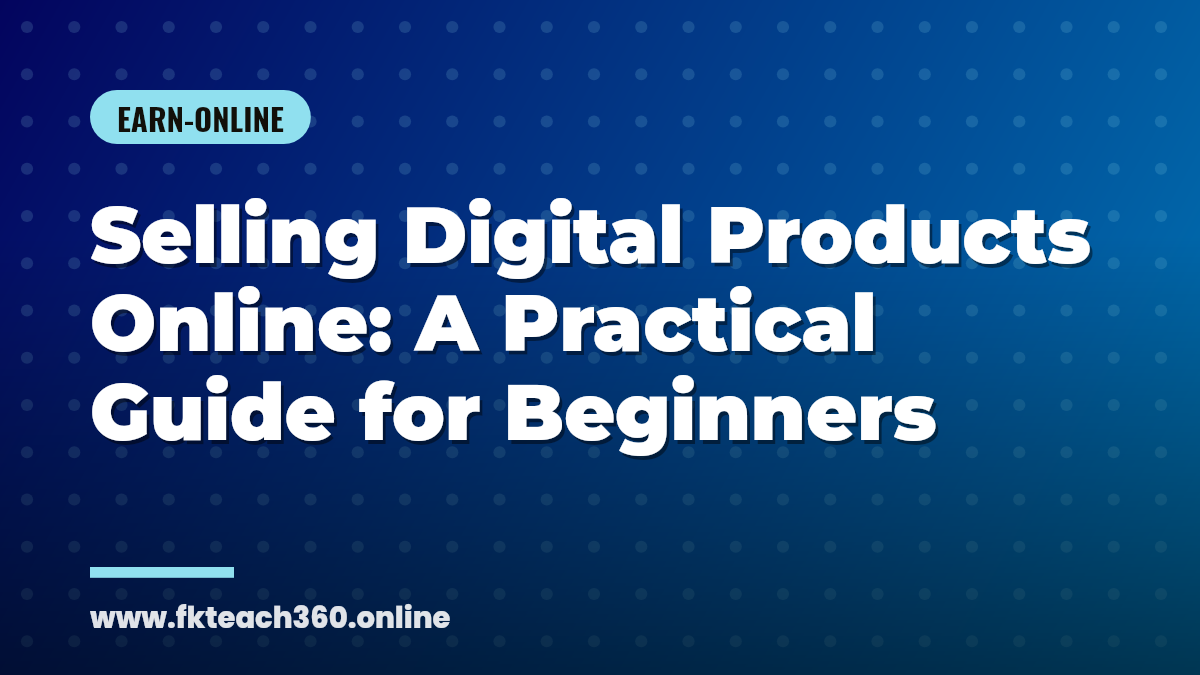 EARN-ONLINE
Selling Digital Products
Online: A Practical
Guide for Beginners
www.fkteach360.online